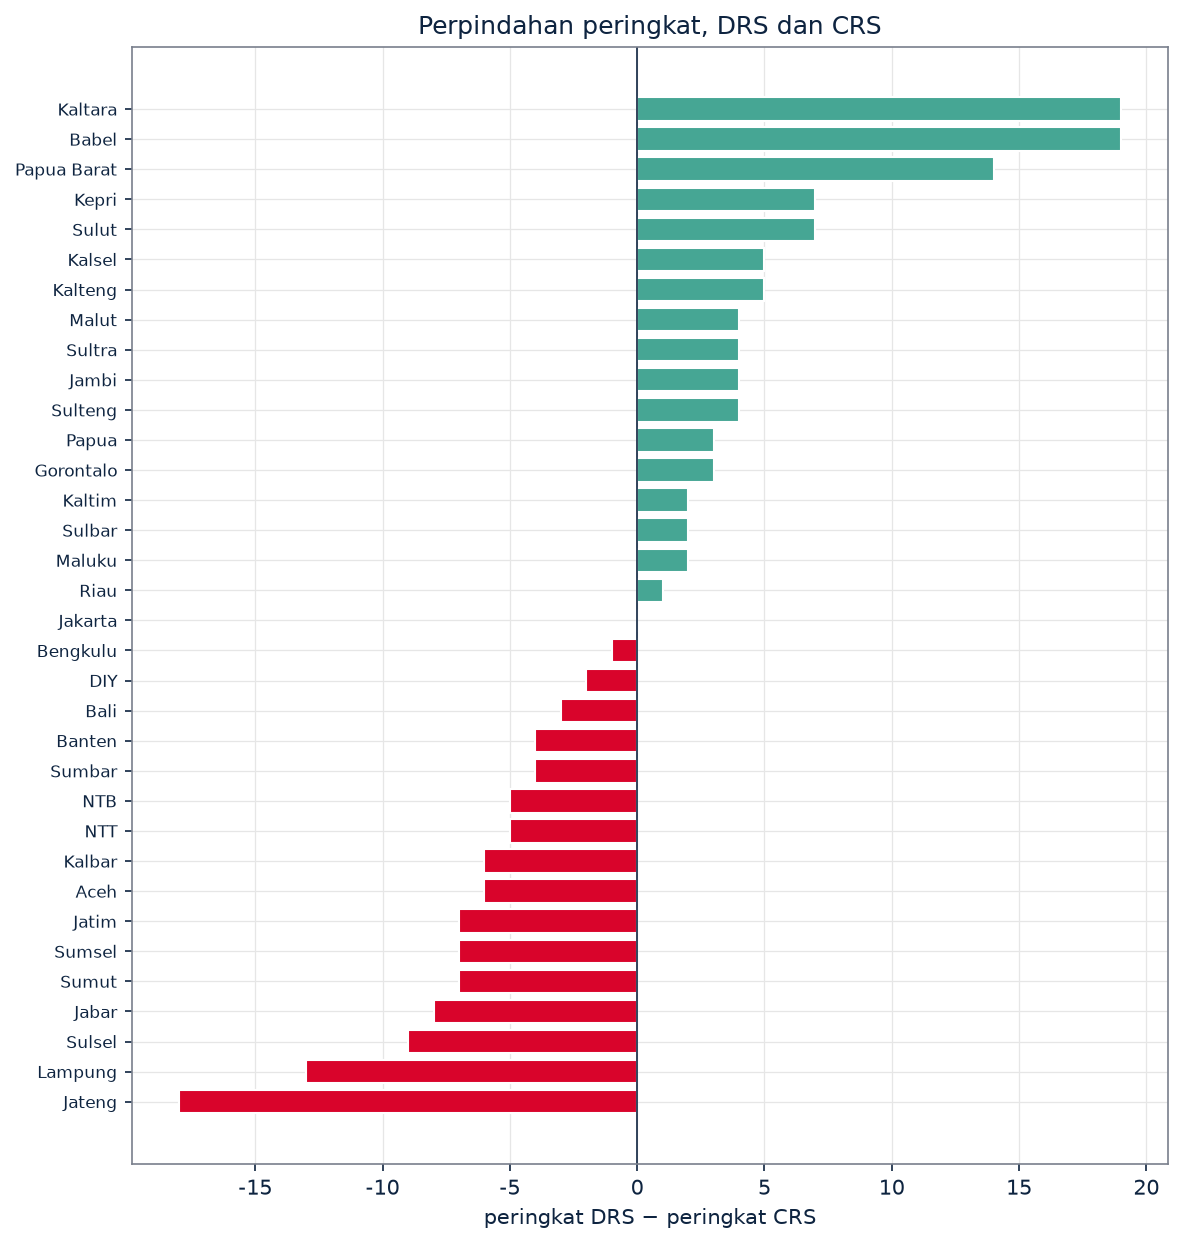 Perpindahan peringkat, DRS dan CRS
Kaltara
Babel
Papua Barat
Kepri
Sulut
Kalsel
Kalteng
Malut
Sultra
Jambi
Sulteng
Papua
Gorontalo
Kaltim
Sulbar
Maluku
Riau
Jakarta
Bengkulu
DIY
Bali
Banten
Sumbar
NTB
NTT
Kalbar
Aceh
Jatim
Sumsel
Sumut
Jabar
Sulsel
Lampung
Jateng
-15 -10 -5 0 5 10 15 20
peringkat DRS − peringkat CRS